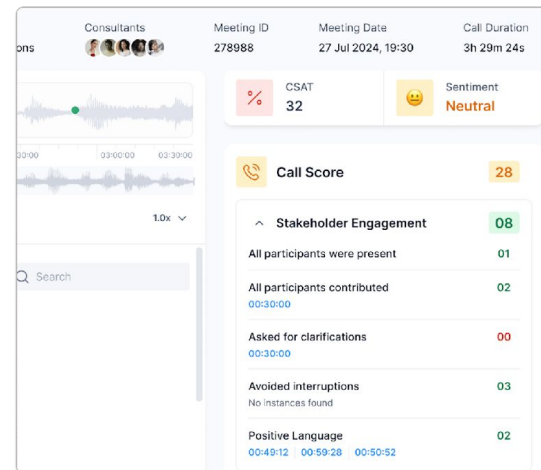 Consultants
Meeting ID
Meeting Date
Call Duration
ons
278988
27 Jul 2024, 19:30
3h 29m 24s
CSAT
32
Sentiment
Neutral
30:00
03:00:00
03:30:00
1.0x
Search
Call Score
28
Stakeholder Engagement
08
All participants were present
01
All participants contributed
02
00:30:00
Asked for clarifications
00
00:30:00
Avoided interruptions
03
No instances found
Positive Language
02
00:49:12 00:59:28 00:50:52